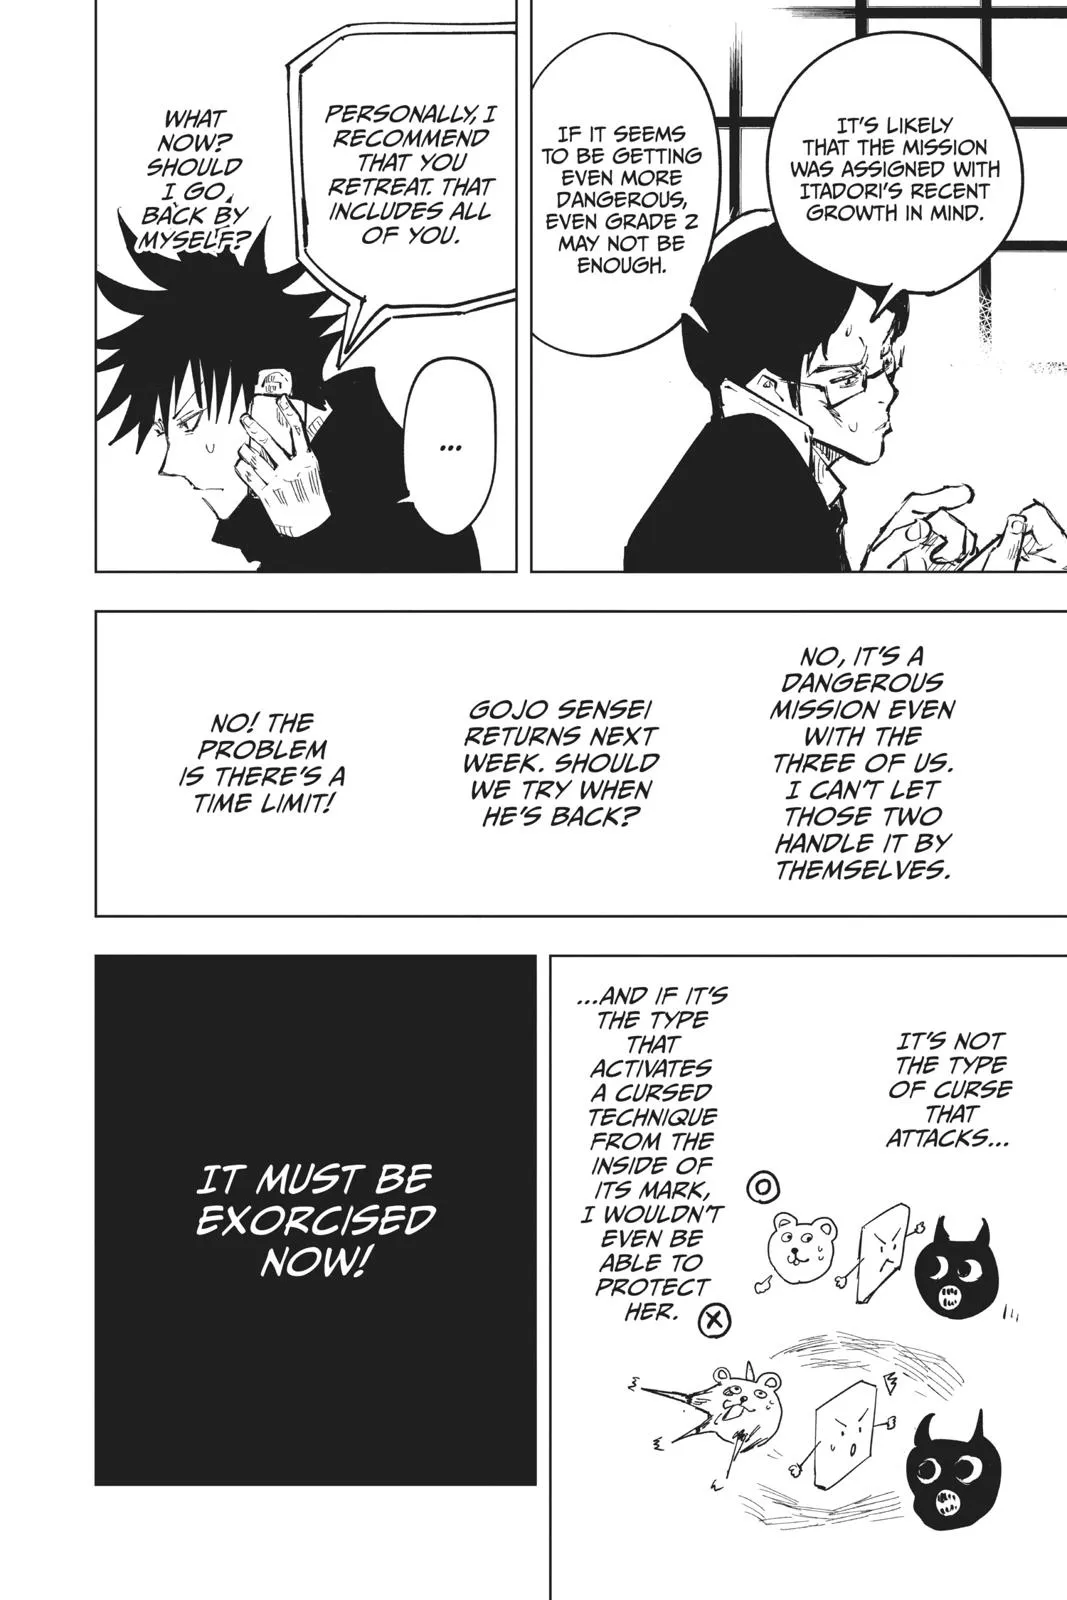 IT'S LIKELY
THAT THE MISSION
WAS ASSIGNED WITH
ITADORI'S RECENT
GROWTH IN MIND.
IF IT SEEMS
TO BE GETTING
EVEN MORE
DANGEROUS,
EVEN GRADE 2
MAY NOT BE
ENOUGH.
PERSONALLY, I
RECOMMEND
THAT YOU
RETREAT. THAT
INCLUDES ALL
OF YOU.
...
WHAT
NOW?
SHOULD
I GO
BACK BY
MYSELF?
NO, IT'S A
DANGEROUS
MISSION EVEN
WITH THE
THREE OF US.
I CAN'T LET
THOSE TWO
HANDLE IT BY
THEMSELVES.
GOJO SENSEI
RETURNS NEXT
WEEK. SHOULD
WE TRY WHEN
HE'S BACK?
NO! THE
PROBLEM
IS THERE'S A
TIME LIMIT!
IT'S NOT
THE TYPE
OF CURSE
THAT
ATTACKS...
...AND IF IT'S
THE TYPE
THAT
ACTIVATES
A CURSED
TECHNIQUE
FROM THE
INSIDE OF
ITS MARK,
I WOULDN'T
EVEN BE
ABLE TO
PROTECT
HER.
IT MUST BE
EXORCISED
NOW!